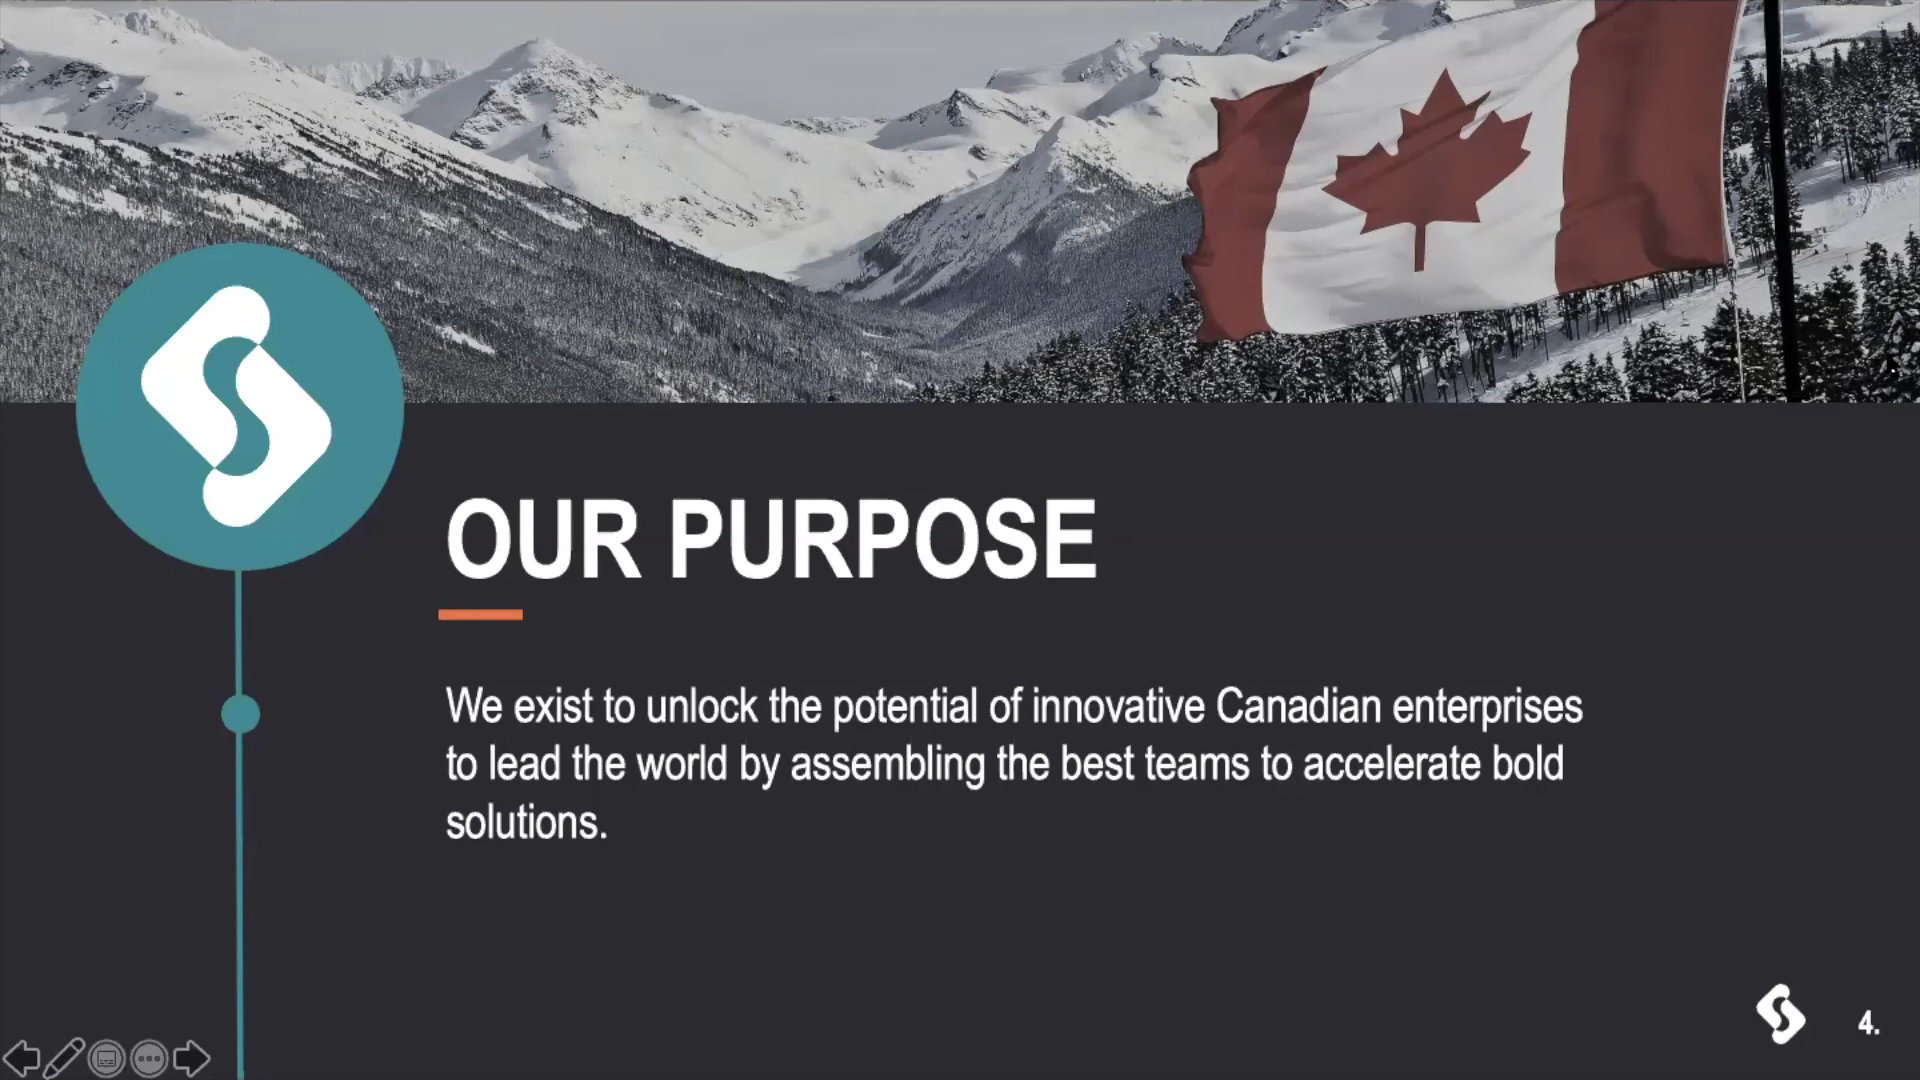 OUR PURPOSE
We exist to unlock the potential of innovative Canadian enterprises
to lead the world by assembling the best teams to accelerate bold
solutions.
4.